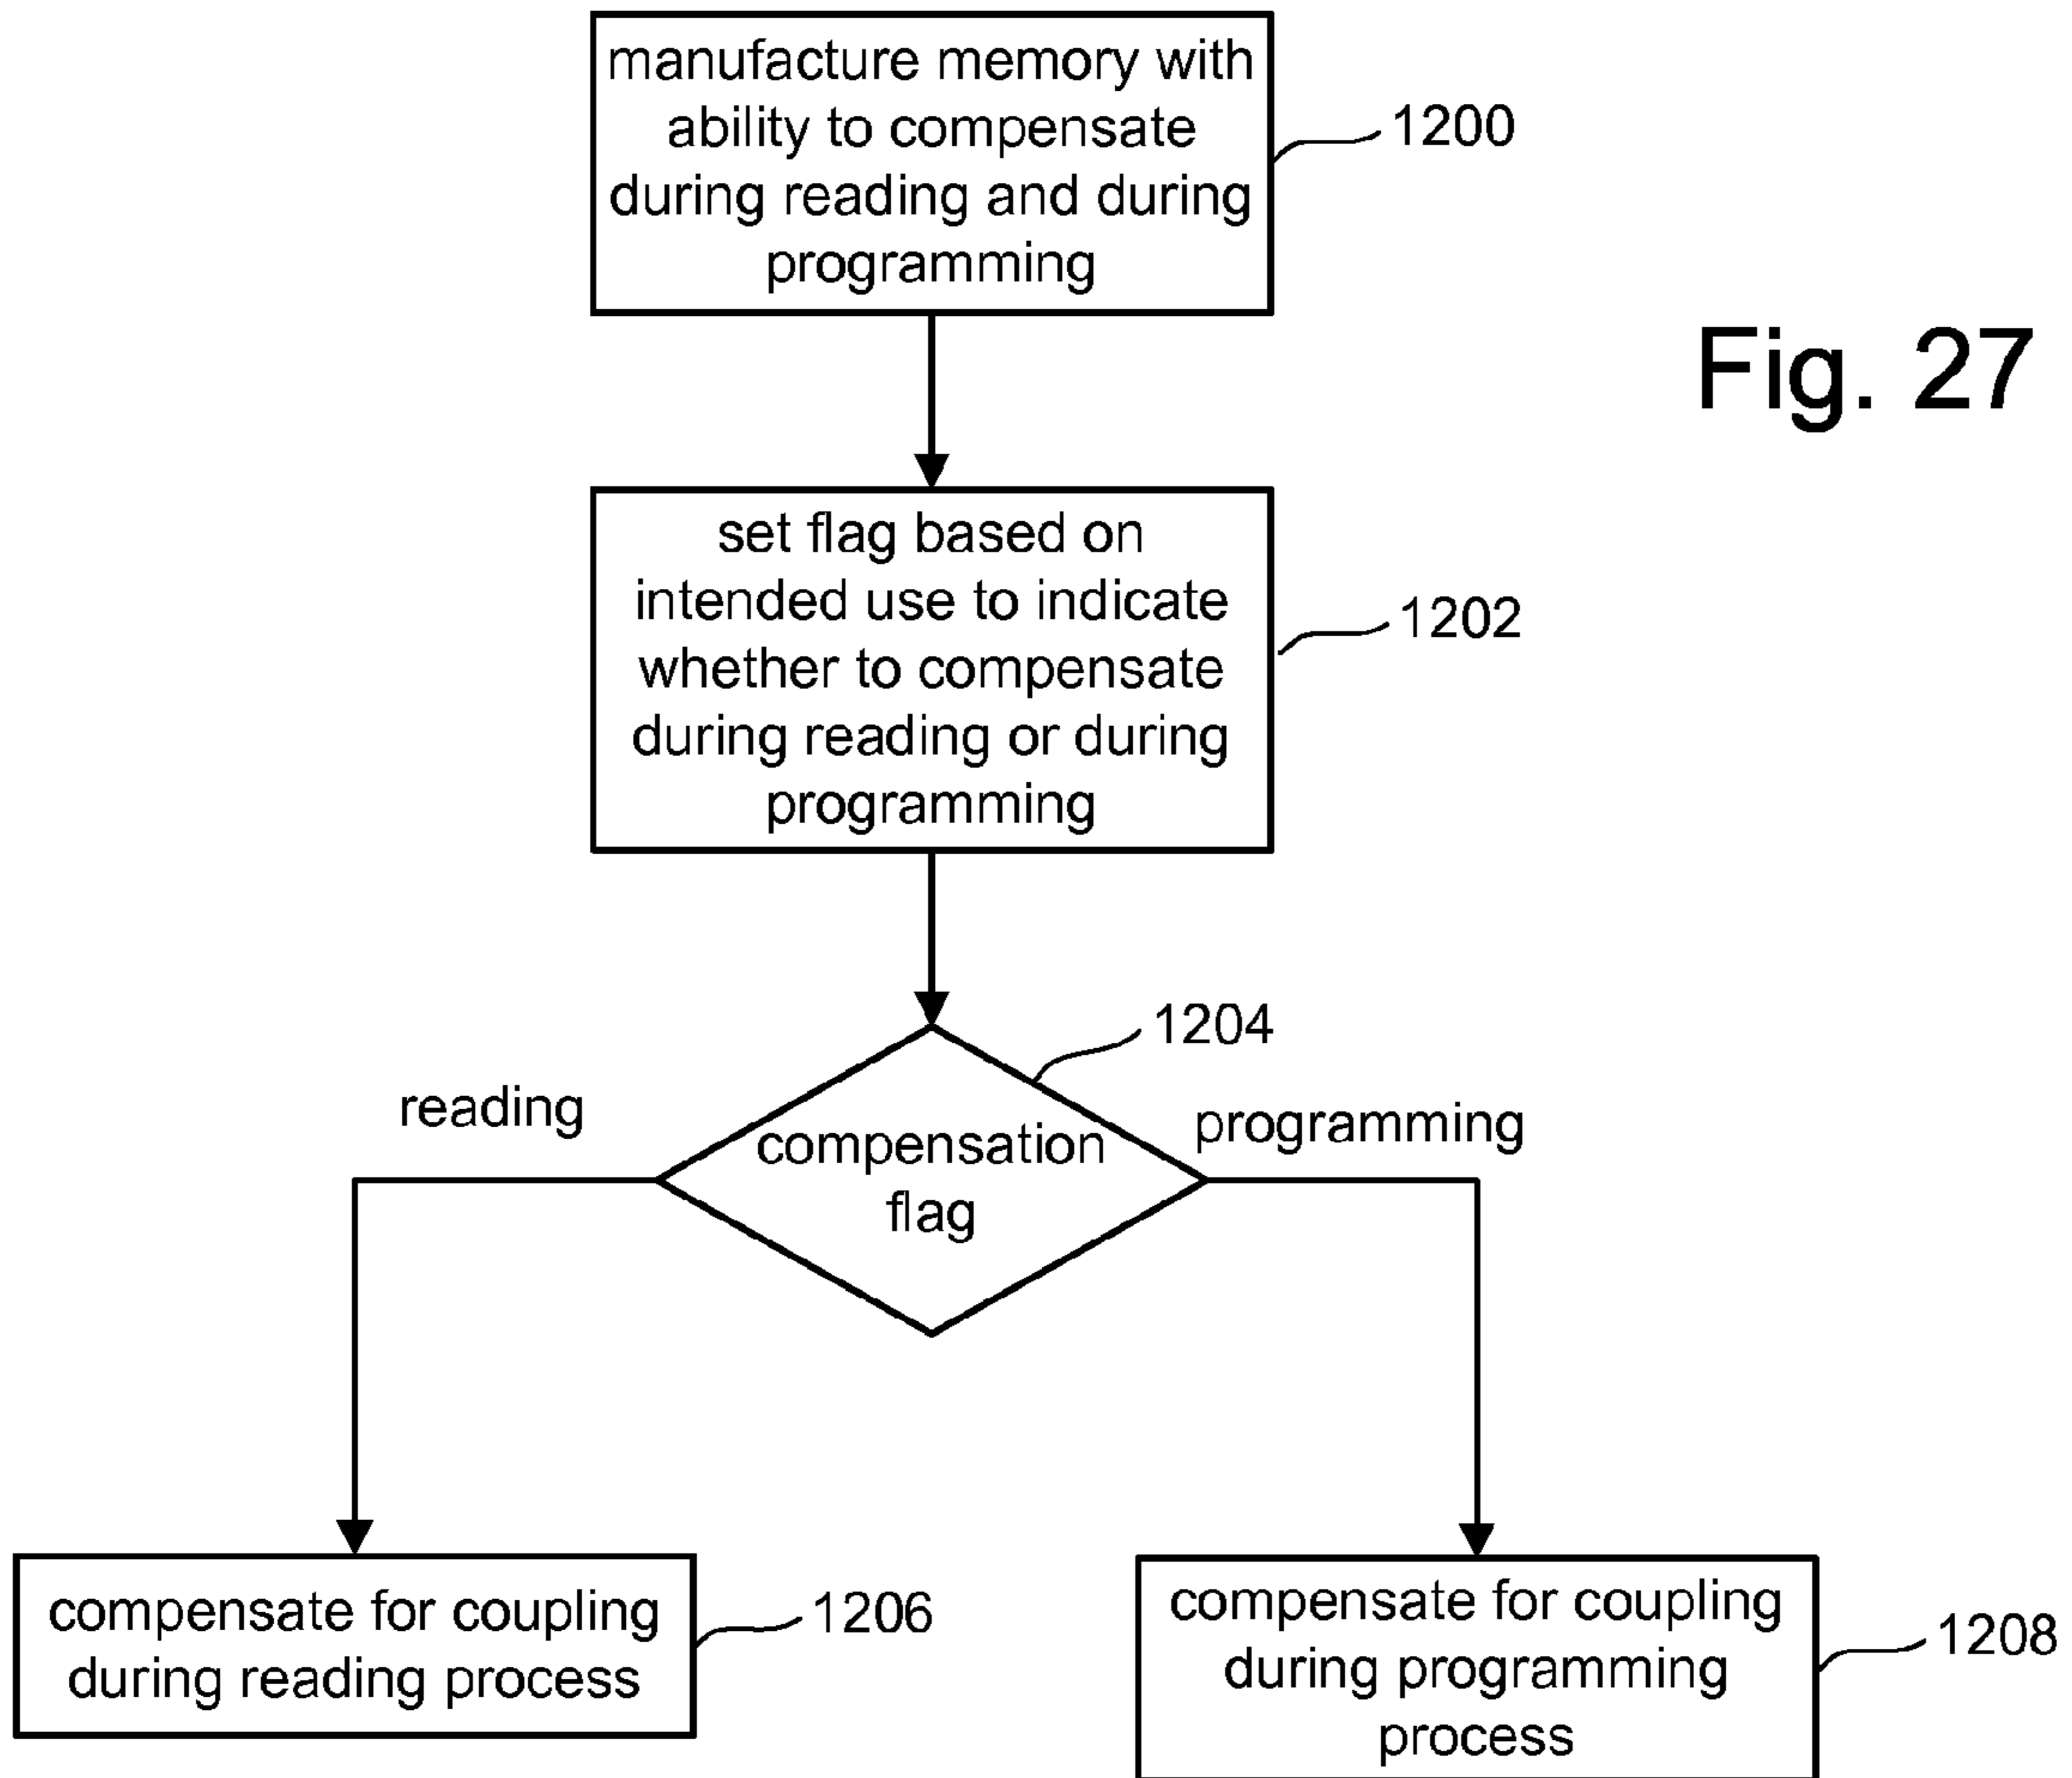 manufacture memory with
ability to compensate
during reading and during
programming
1200
Fig. 27
set flag based on
intended use to indicate
whether to compensate
during reading or during
programming
1202
1204
reading
programming
compensation
flag
compensate for coupling
during reading process
1206
compensate for coupling
during programming
process
1208